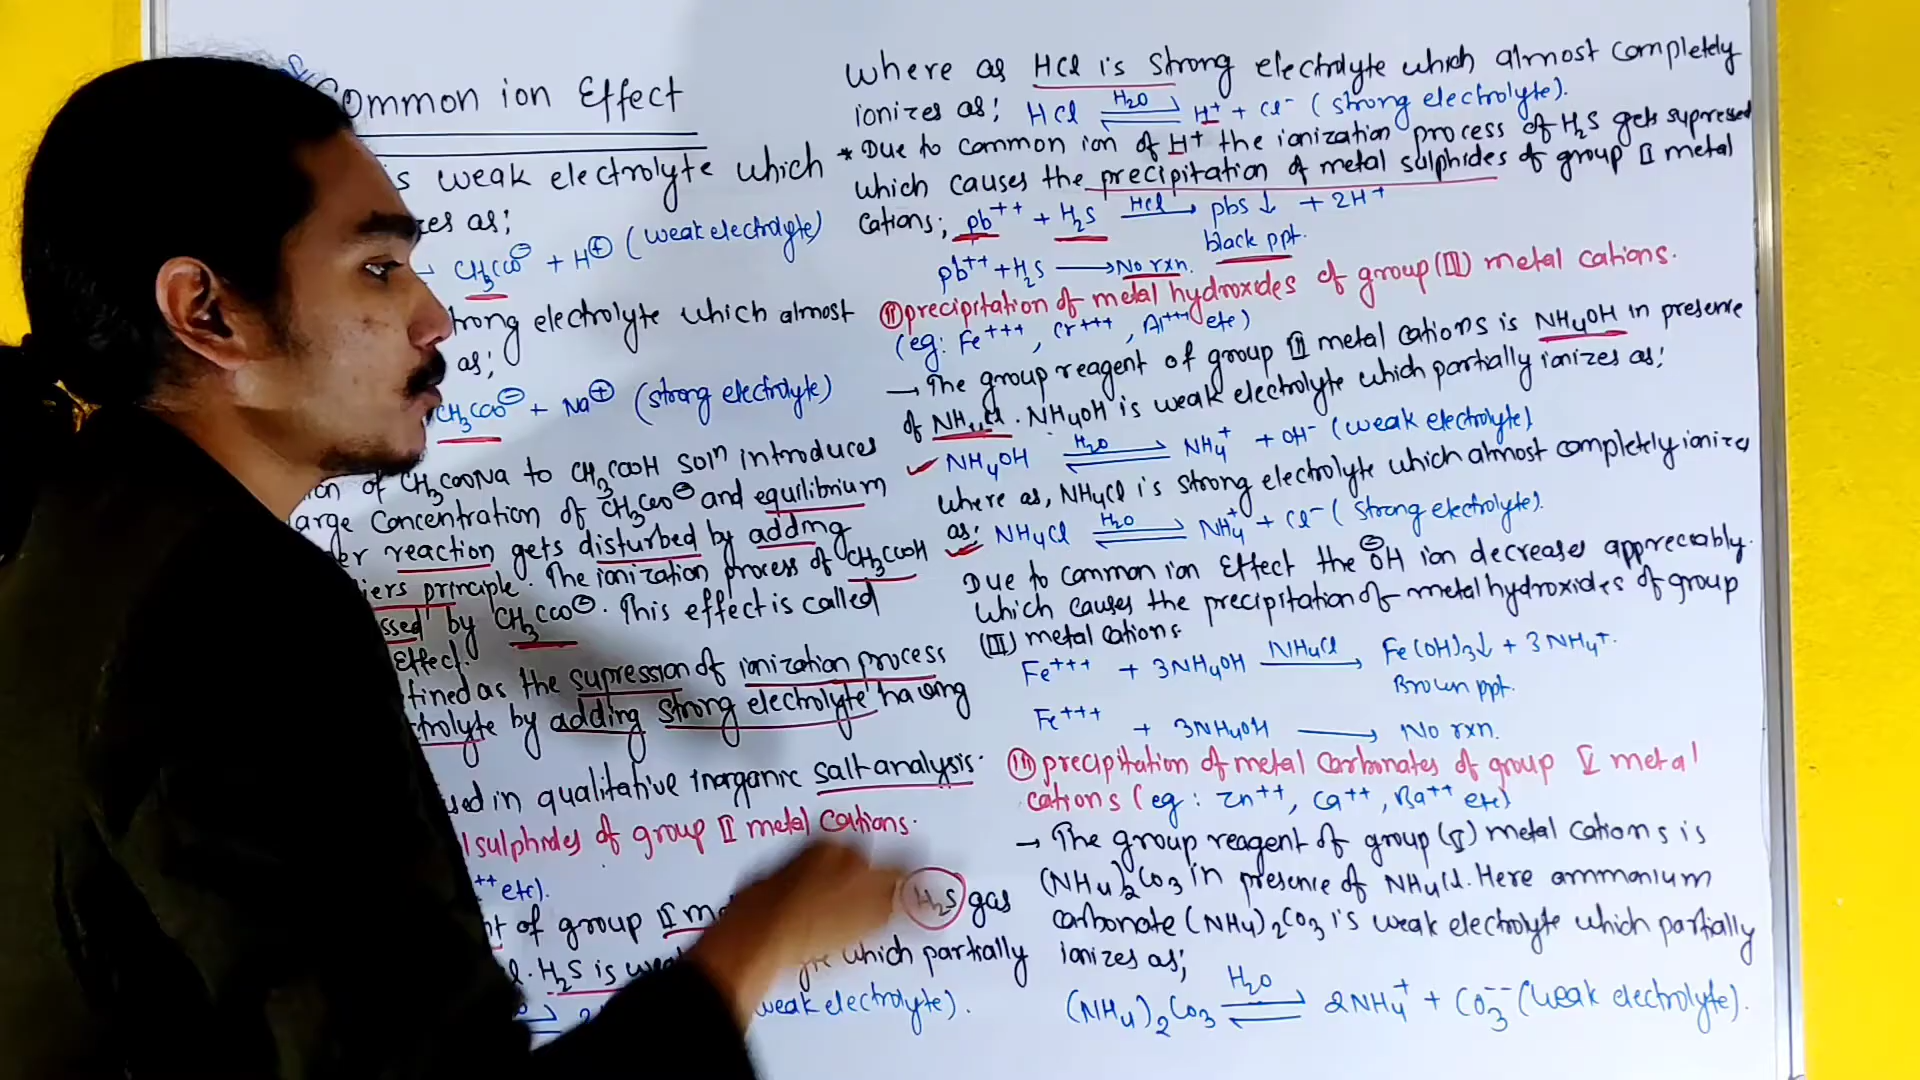 Common ion Effect
s weak electrolyte which
zes as;
CH3COO⊖ + H⊕ (weak electrolyte)
trong electrolyte which almost
as;
CH3COO⊖ + Na⊕ (strong electrolyte)
of CH3COONa to CH3COOH solⁿ introduces
arge concentration of CH3COO⊖ and equilibrium
er reaction gets disturbed by adding
iers principle. The ionization process of CH3COOH
ssed by CH3COO⊖. This effect is called
Effect.
fined as the supression of ionization process
trolyte by adding strong electrolyte having
sed in qualitative inorganic salt analysis.
sulphides of group II metal cations.
++ etc).
nt of group II me H2S gas
H2S is wea which partially
weak electrolyte).
Where as HCl is strong electrolyte which almost completely
ionizes as; HCl ⇌ H2O H+ + Cl- (strong electrolyte).
* Due to common ion of H+ the ionization process of H2S gets supressed
which causes the precipitation of metal sulphides of group II metal
cations; pb++ + H2S HCl→ pbs↓ + 2H+
black ppt.
pb++ + H2S → No rxn.
(ii) precipitation of metal hydroxides of group (III) metal cations.
(eg: Fe+++, Cr+++, Al+++ etc)
→ The group reagent of group III metal cations is NH4OH in presence
of NH4Cl. NH4OH is weak electrolyte which partially ionizes as;
NH4OH ⇌ H2O NH4+ + OH- (weak electrolyte)
where as, NH4Cl is strong electrolyte which almost completely ionizes
as; NH4Cl ⇌ H2O NH4+ + Cl- (strong electrolyte).
Due to common ion Effect the ⊖OH ion decreases appreciably.
which causes the precipitation of metal hydroxides of group
(III) metal cations.
Fe+++ + 3NH4OH NH4Cl→ Fe(OH)3↓ + 3NH4+.
Brown ppt.
Fe+++ + 3NH4OH → No rxn.
(iii) precipitation of metal carbonates of group V metal
cations (eg: Zn++, Ca++, Ba++ etc)
→ The group reagent of group (V) metal cations is
(NH4)2CO3 in presence of NH4Cl. Here ammonium
carbonate (NH4)2CO3 is weak electrolyte which partially
ionizes as;
(NH4)2CO3 ⇌ H2O 2NH4+ + CO3-- (weak electrolyte).